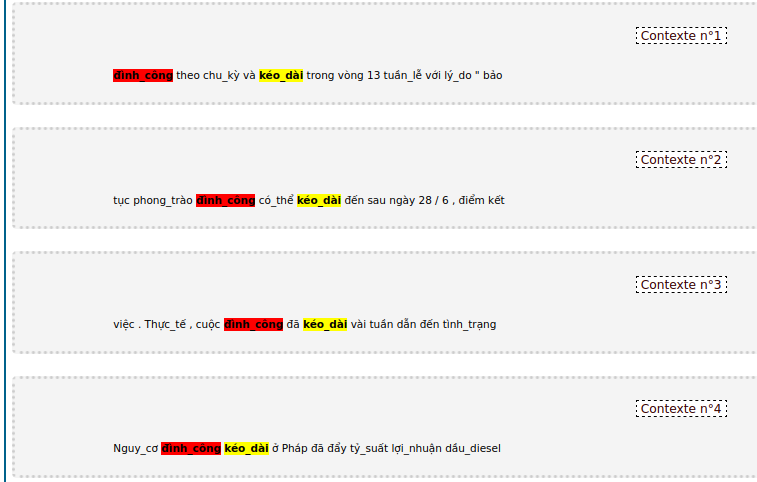 Contexte n°1
đình_công theo chu_kỳ và kéo_dài trong vòng 13 tuần_lễ với lý_do " bảo
Contexte n°2
tục phong_trào đình_công có_thể kéo_dài đến sau ngày 28 / 6 , điểm kết
Contexte n°3
việc . Thực_tế , cuộc đình_công đã kéo_dài vài tuần dẫn đến tình_trạng
Contexte n°4
Nguy_cơ đình_công kéo_dài ở Pháp đã đẩy tỷ_suất lợi_nhuận dầu_diesel